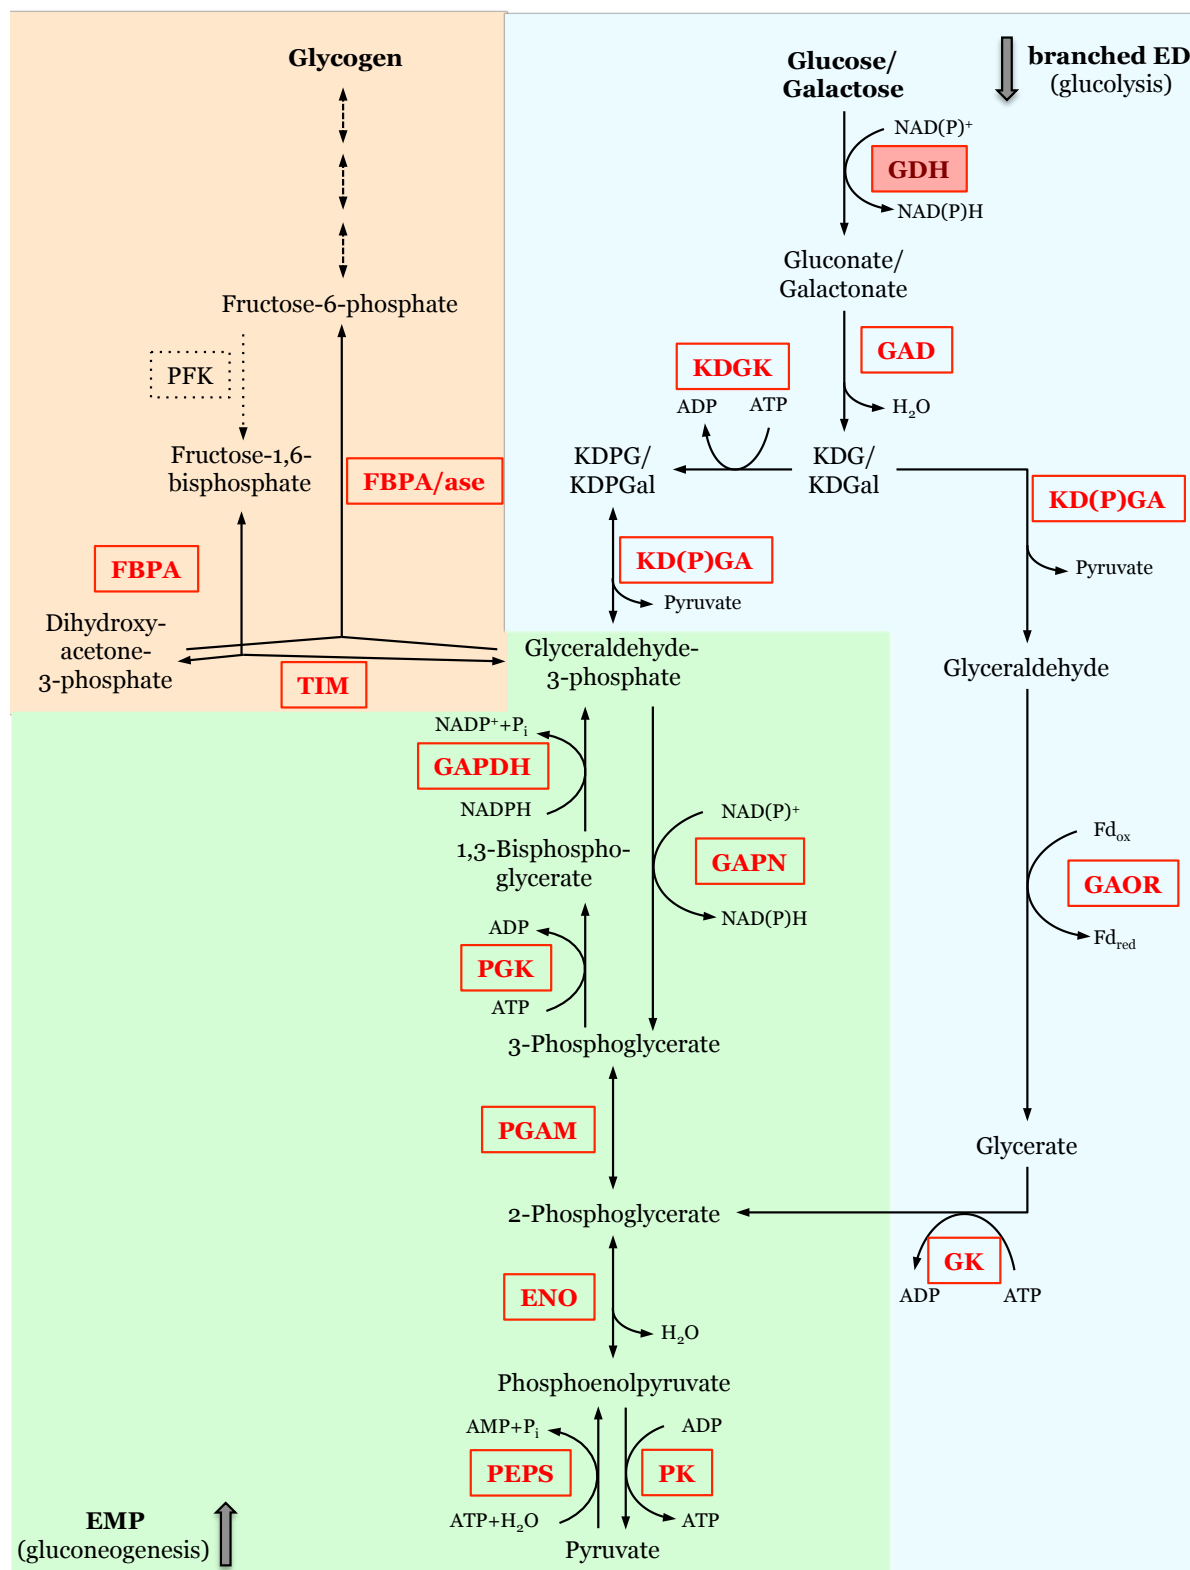 Glycogen
Glucose/
Galactose
branched ED
(glucolysis)
NAD(P)⁺
GDH
NAD(P)H
Gluconate/
Galactonate
Fructose-6-phosphate
PFK
GAD
KDGK
ADP
ATP
H₂O
Fructose-1,6-
bisphosphate
FBPA/ase
KDPG/
KDPGal
KDG/
KDGal
KD(P)GA
FBPA
KD(P)GA
Pyruvate
Pyruvate
Dihydroxy-
acetone-
3-phosphate
TIM
Glyceraldehyde-
3-phosphate
Glyceraldehyde
NADP⁺+Pᵢ
GAPDH
NADPH
NAD(P)⁺
1,3-Bisphospho-
glycerate
GAPN
NAD(P)H
Fdₒₓ
GAOR
Fd_red
ADP
PGK
ATP
3-Phosphoglycerate
PGAM
Glycerate
2-Phosphoglycerate
GK
ADP
ATP
ENO
H₂O
Phosphoenolpyruvate
AMP+Pᵢ
ADP
PEPS
PK
ATP+H₂O
ATP
EMP
(gluconeogenesis)
Pyruvate